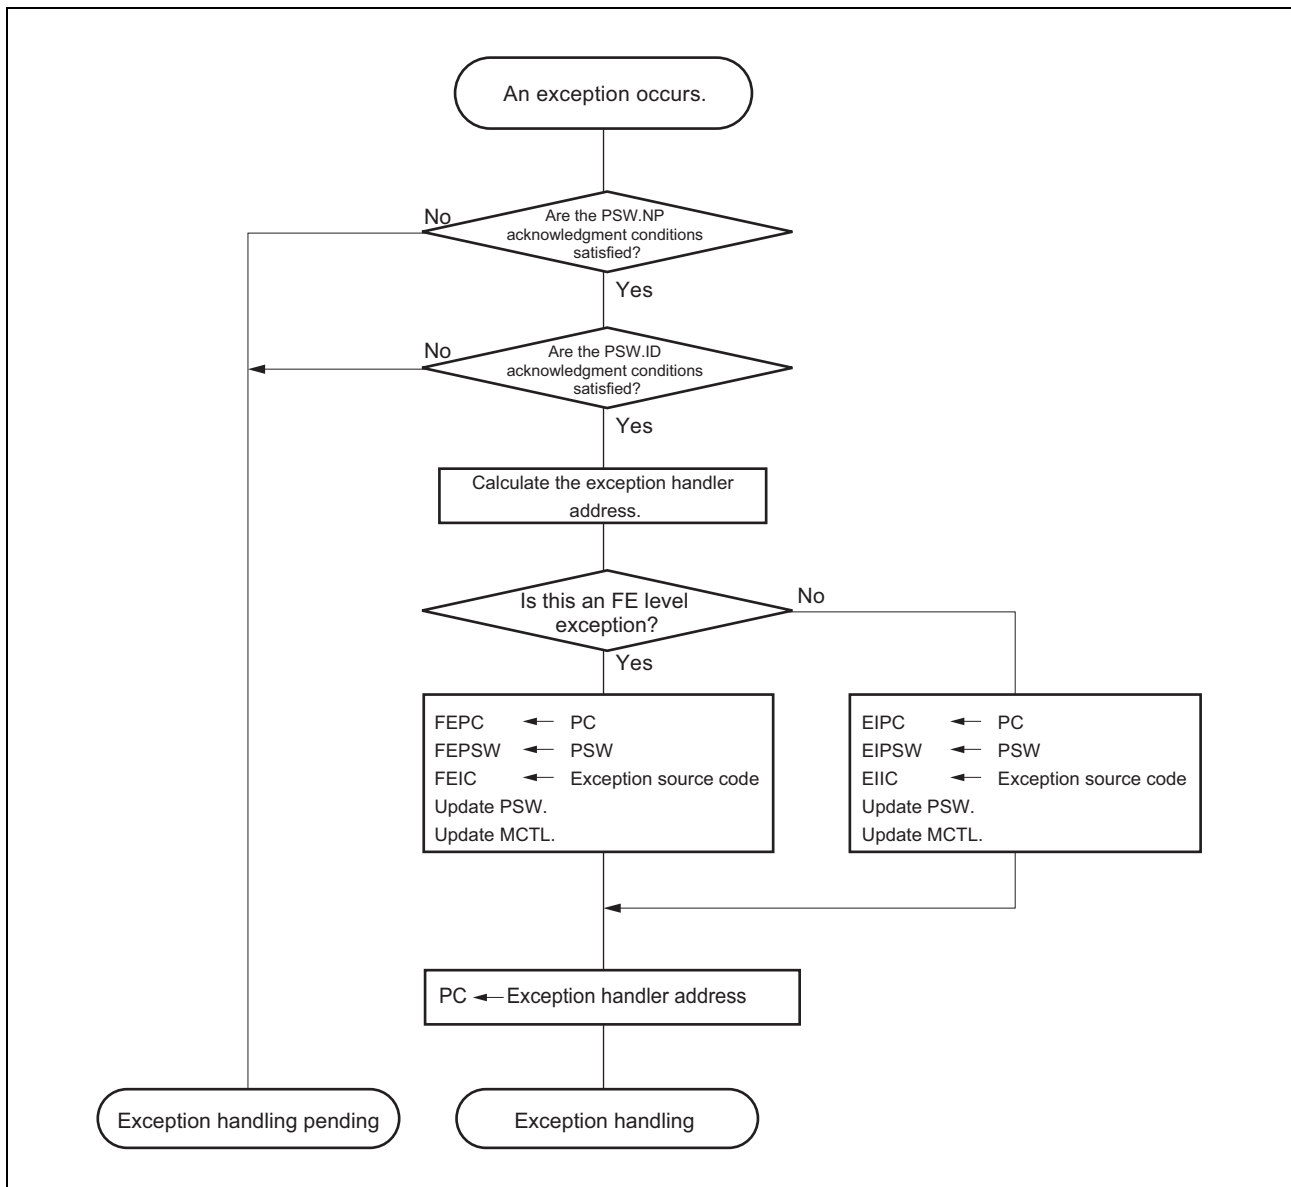 An exception occurs.
No
Are the PSW.NP
acknowledgment conditions
satisfied?
Yes
No
Are the PSW.ID
acknowledgment conditions
satisfied?
Yes
Calculate the exception handler
address.
Is this an FE level
exception?
No
Yes
FEPC ← PC
FEPSW ← PSW
FEIC ← Exception source code
Update PSW.
Update MCTL.
EIPC ← PC
EIPSW ← PSW
EIIC ← Exception source code
Update PSW.
Update MCTL.
PC ← Exception handler address
Exception handling pending
Exception handling